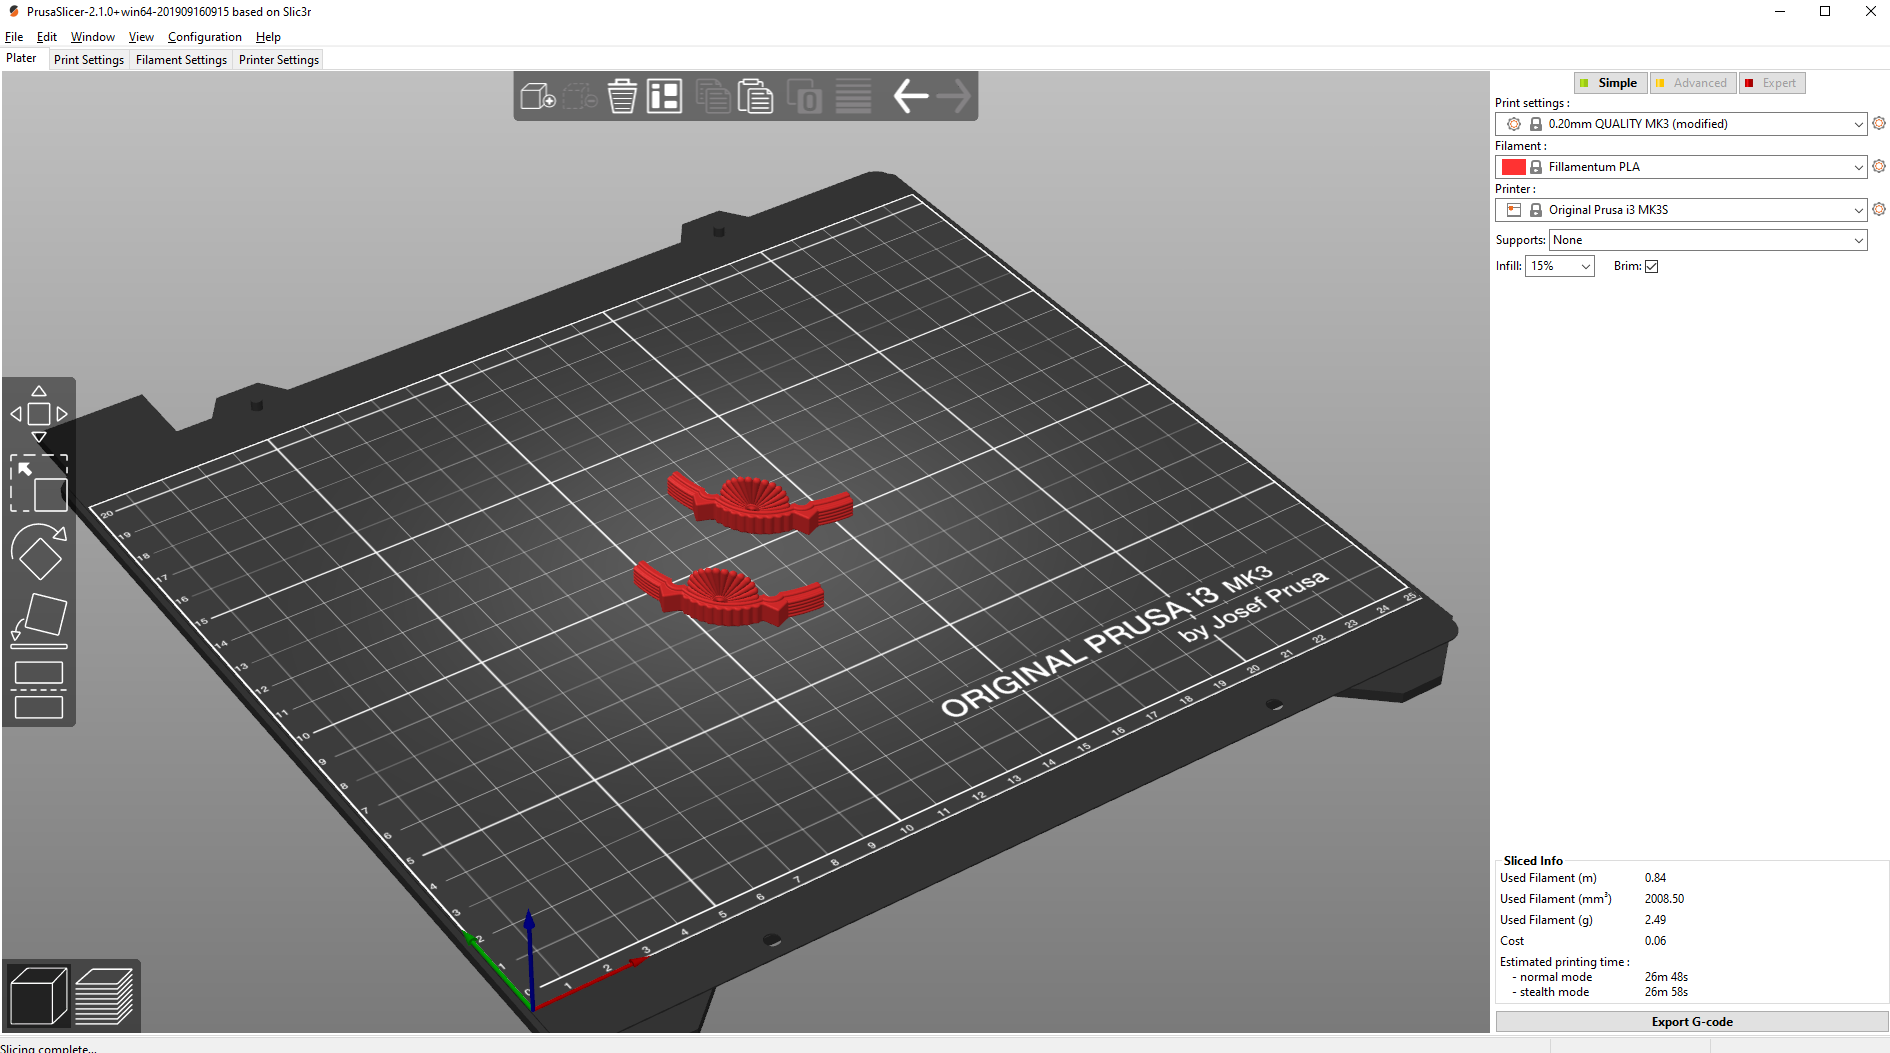 PrusaSlicer-2.1.0+win64-201909160915 based on Slic3r
File Edit Window View Configuration Help
Plater Print Settings Filament Settings Printer Settings
Simple Advanced Expert
Print settings :
0.20mm QUALITY MK3 (modified)
Filament :
Fillamentum PLA
Printer :
Original Prusa i3 MK3S
Supports: None
Infill: 15% Brim:
ORIGINAL PRUSA i3 MK3
by Josef Prusa
20
19
18
17
16
15
14
13
12
11
10
9
8
7
6
5
4
3
2
1
0
1
2
3
4
5
6
7
8
9
10
11
12
13
14
15
16
17
18
19
20
21
22
23
24
25
Sliced Info
Used Filament (m) 0.84
Used Filament (mm³) 2008.50
Used Filament (g) 2.49
Cost 0.06
Estimated printing time :
- normal mode 26m 48s
- stealth mode 26m 58s
Export G-code
Slicing complete...